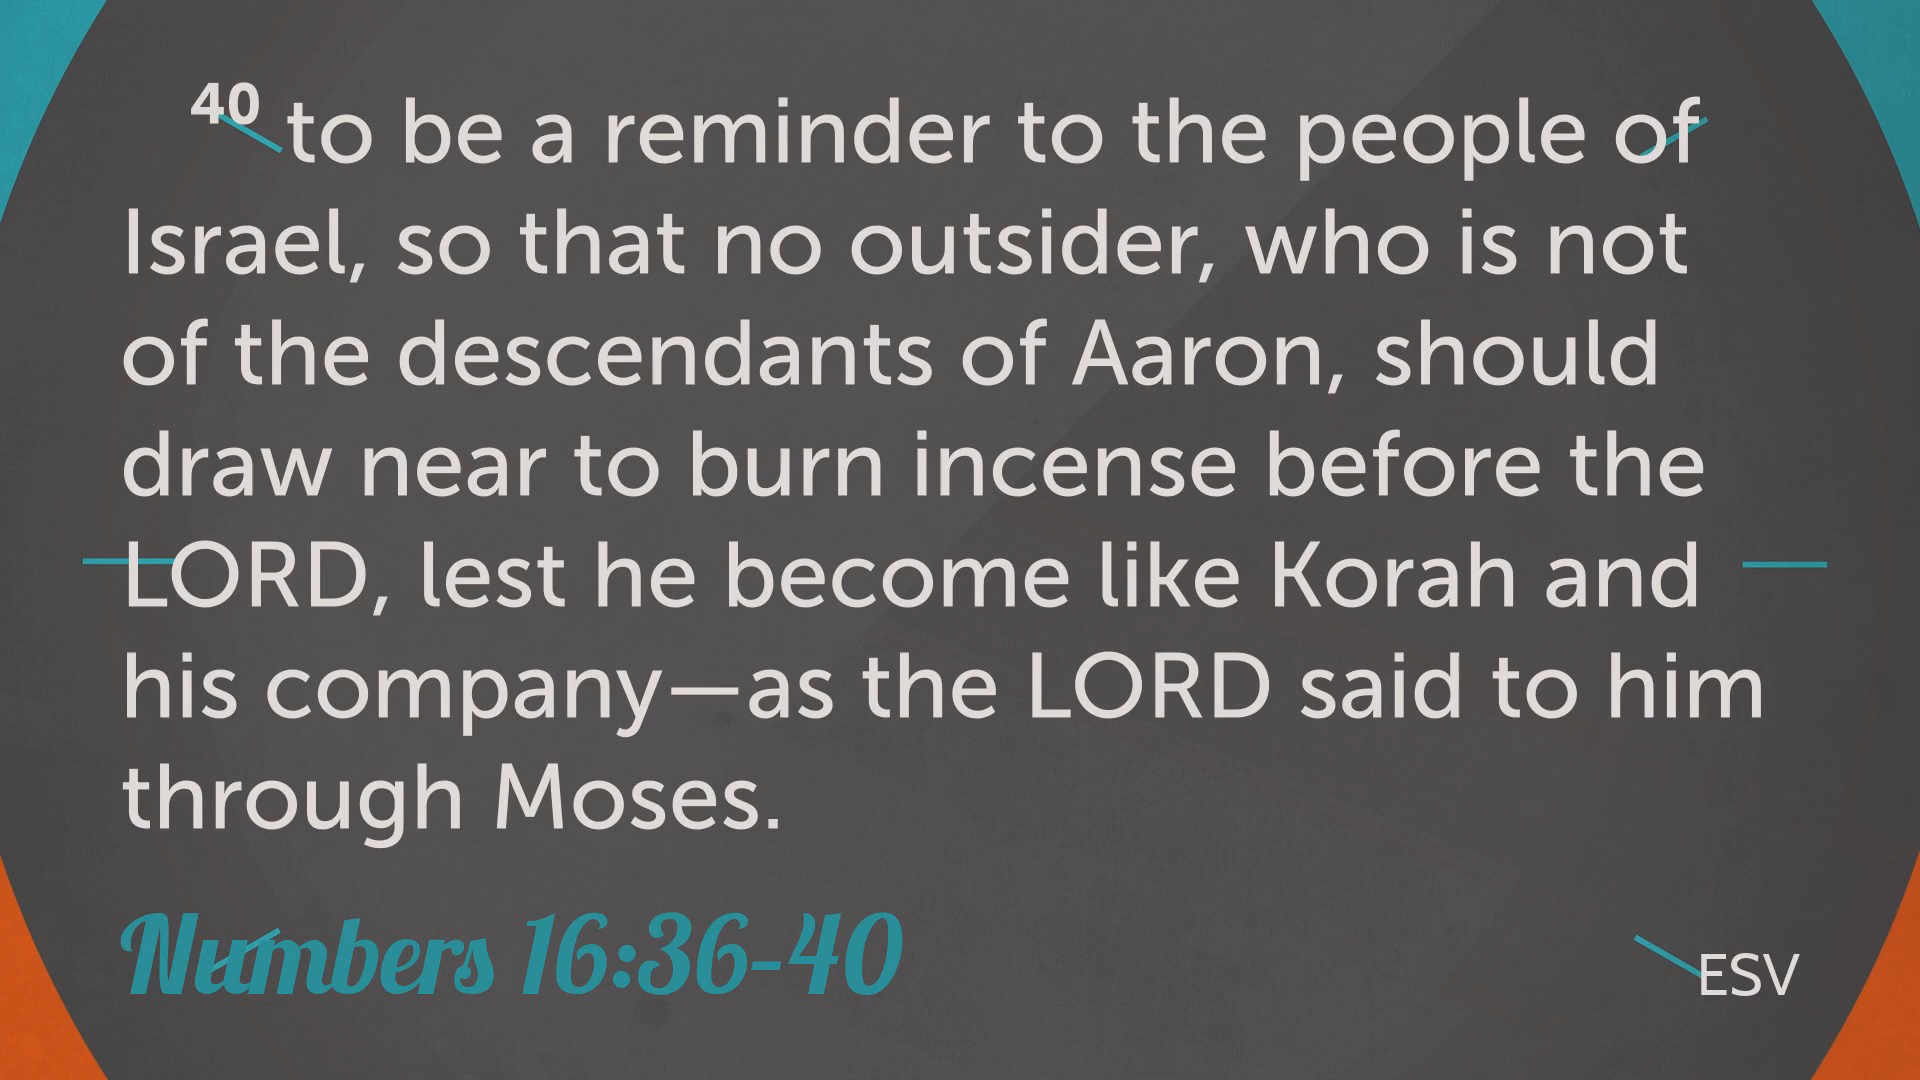 40 to be a reminder to the people of
Israel, so that no outsider, who is not
of the descendants of Aaron, should
draw near to burn incense before the
LORD, lest he become like Korah and
his company—as the LORD said to him
through Moses.
Numbers 16:36-40
ESV